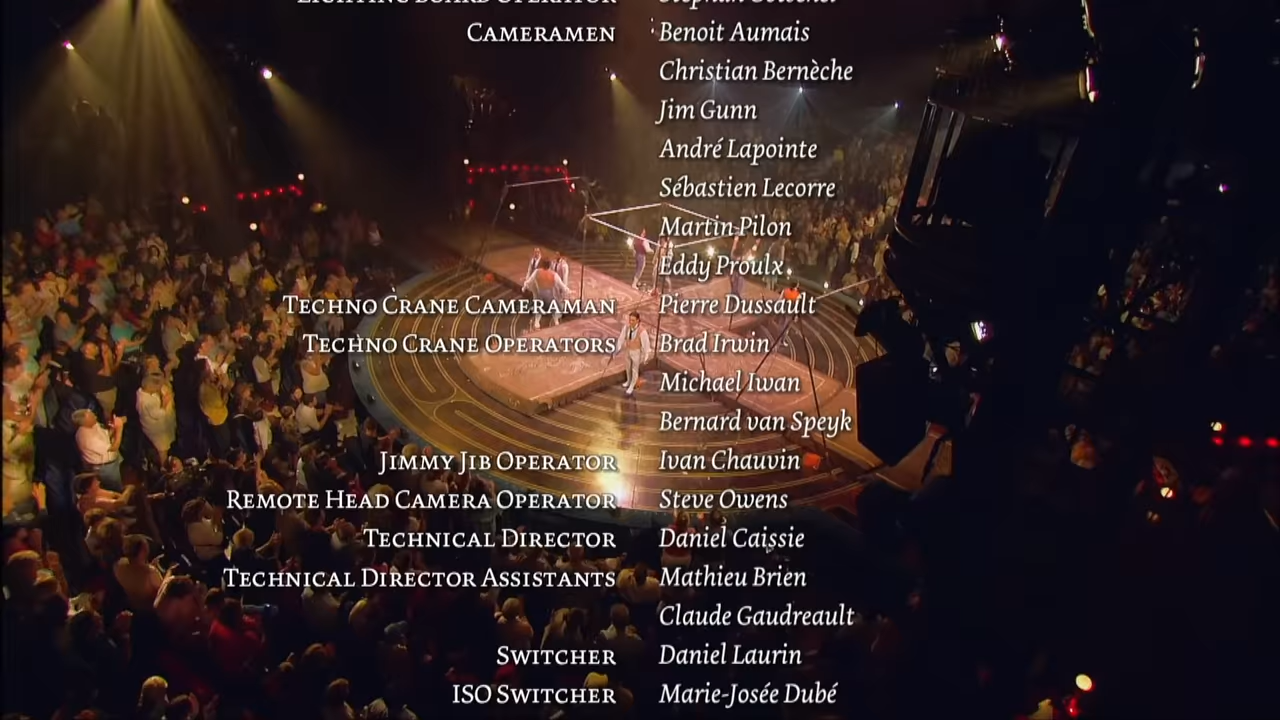 Cameramen Benoit Aumais
Christian Bernèche
Jim Gunn
André Lapointe
Sébastien Lecorre
Martin Pilon
Eddy Proulx
Techno Crane Cameraman Pierre Dussault
Techno Crane Operators Brad Irwin
Michael Iwan
Bernard van Speyk
Jimmy Jib Operator Ivan Chauvin
Remote Head Camera Operator Steve Owens
Technical Director Daniel Caissie
Technical Director Assistants Mathieu Brien
Claude Gaudreault
Switcher Daniel Laurin
ISO Switcher Marie-Josée Dubé